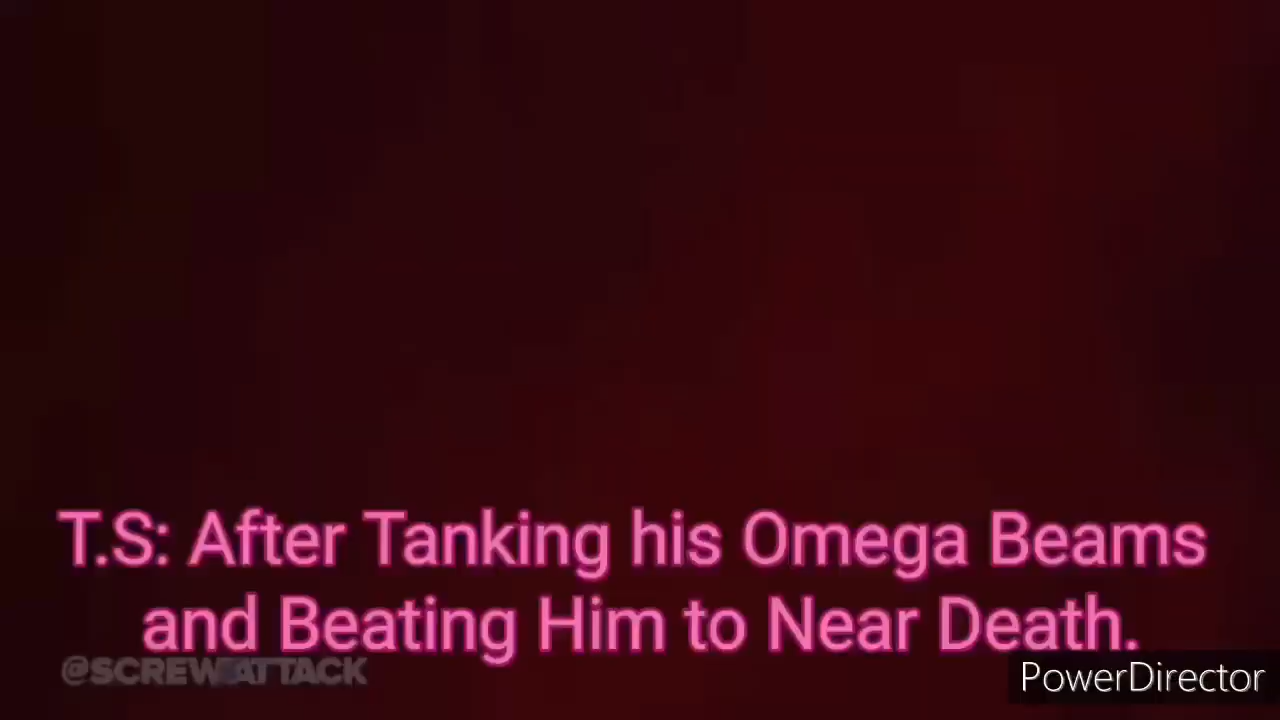 T.S: After Tanking his Omega Beams
and Beating Him to Near Death.
@SCREWATTACK
PowerDirector